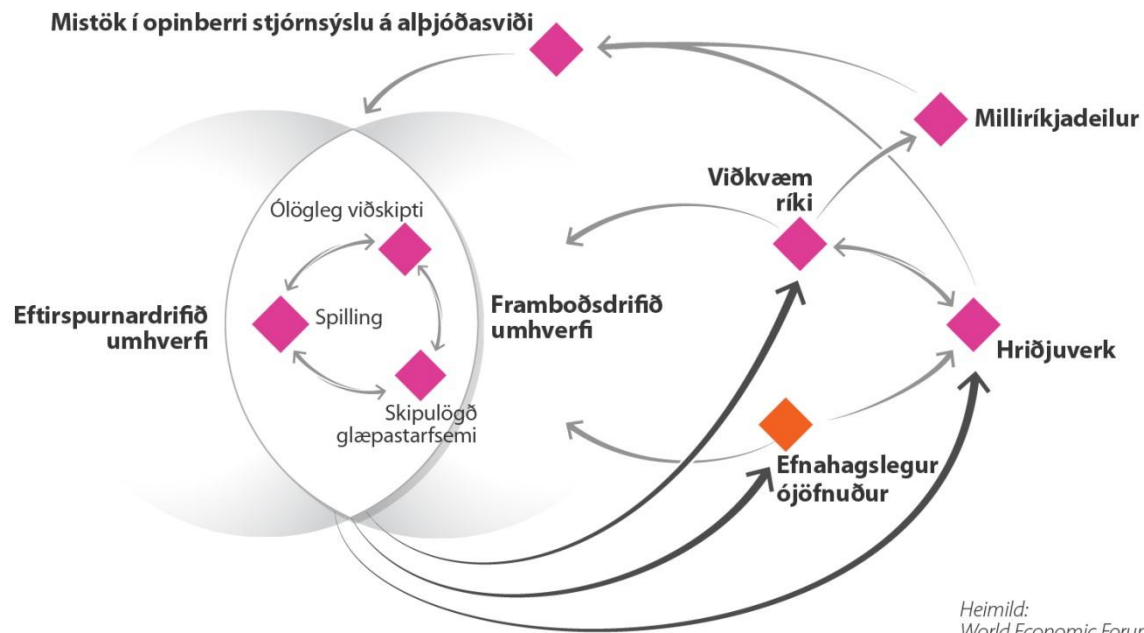 Mistök í opinberri stjórnsýslu á alþjóðasviði
Milliríkjadeilur
Viðkvæm
ríki
Ólögleg viðskipti
Eftirspurnardrifið
umhverfi
Spilling
Framboðsdrifið
umhverfi
Hriðjuverk
Skipulögð
glæpastarfsemi
Efnahagslegur
ójöfnuður
Heimild:
World Economic